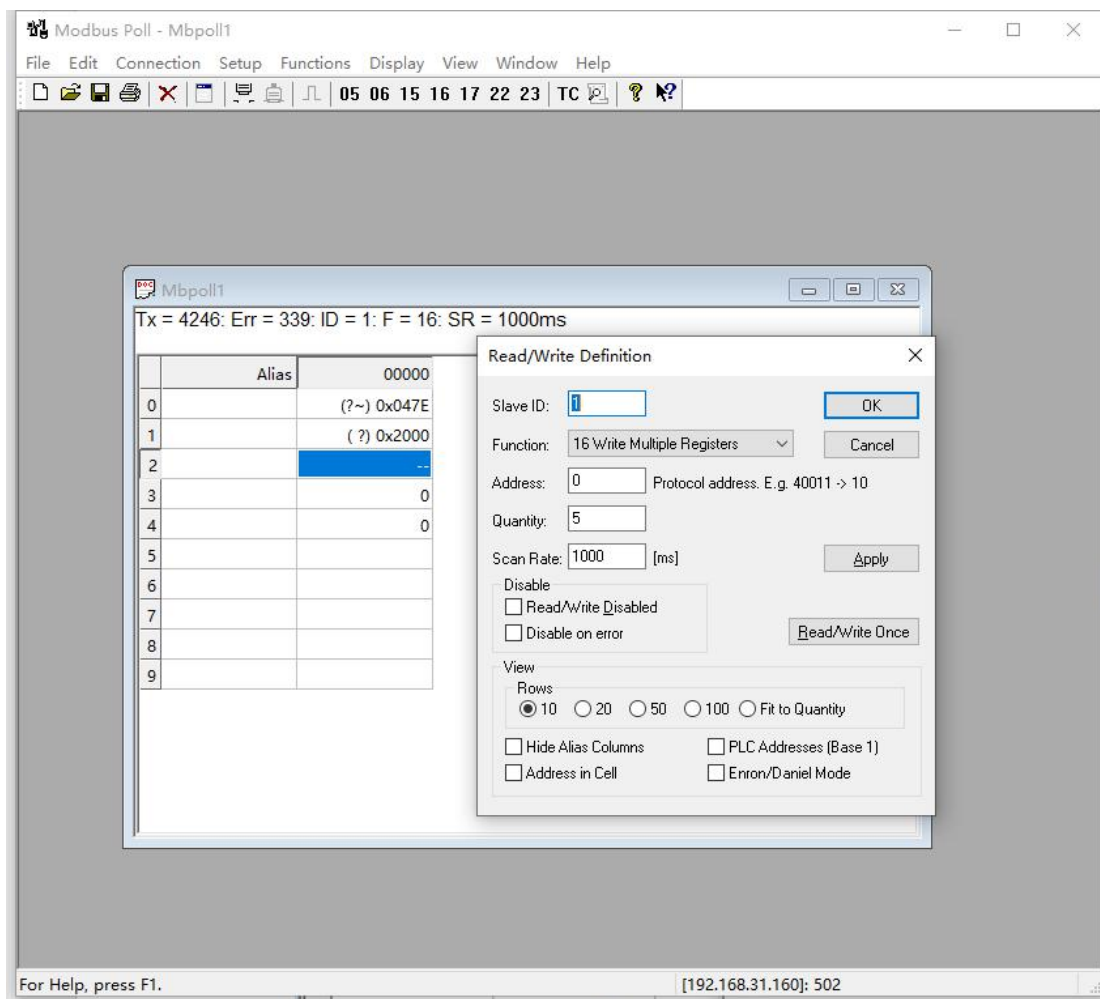 Modbus Poll - Mbpoll1
File Edit Connection Setup Functions Display View Window Help
05 06 15 16 17 22 23 TC
Mbpoll1
Tx = 4246: Err = 339: ID = 1: F = 16: SR = 1000ms
Alias 00000
0 (?~) 0x047E
1 ( ?) 0x2000
2 --
3 0
4 0
5
6
7
8
9
Read/Write Definition
Slave ID: 1 OK
Function: 16 Write Multiple Registers Cancel
Address: 0 Protocol address. E.g. 40011 -> 10
Quantity: 5
Scan Rate: 1000 [ms] Apply
Disable
Read/Write Disabled
Disable on error Read/Write Once
View
Rows
10 20 50 100 Fit to Quantity
Hide Alias Columns PLC Addresses (Base 1)
Address in Cell Enron/Daniel Mode
For Help, press F1. [192.168.31.160]: 502